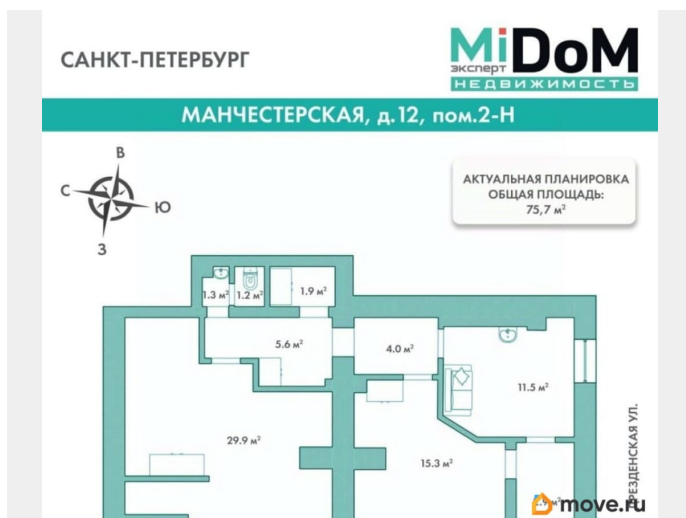 САНКТ-ПЕТЕРБУРГ
MiDoM
эксперт
НЕДВИЖИМОСТЬ
МАНЧЕСТЕРСКАЯ, д.12, пом.2-Н
В
С
Ю
З
АКТУАЛЬНАЯ ПЛАНИРОВКА
ОБЩАЯ ПЛОЩАДЬ:
75,7 м²
1.3 м²
1.2 м²
1.9 м²
5.6 м²
4.0 м²
11.5 м²
29.9 м²
15.3 м²
move.ru